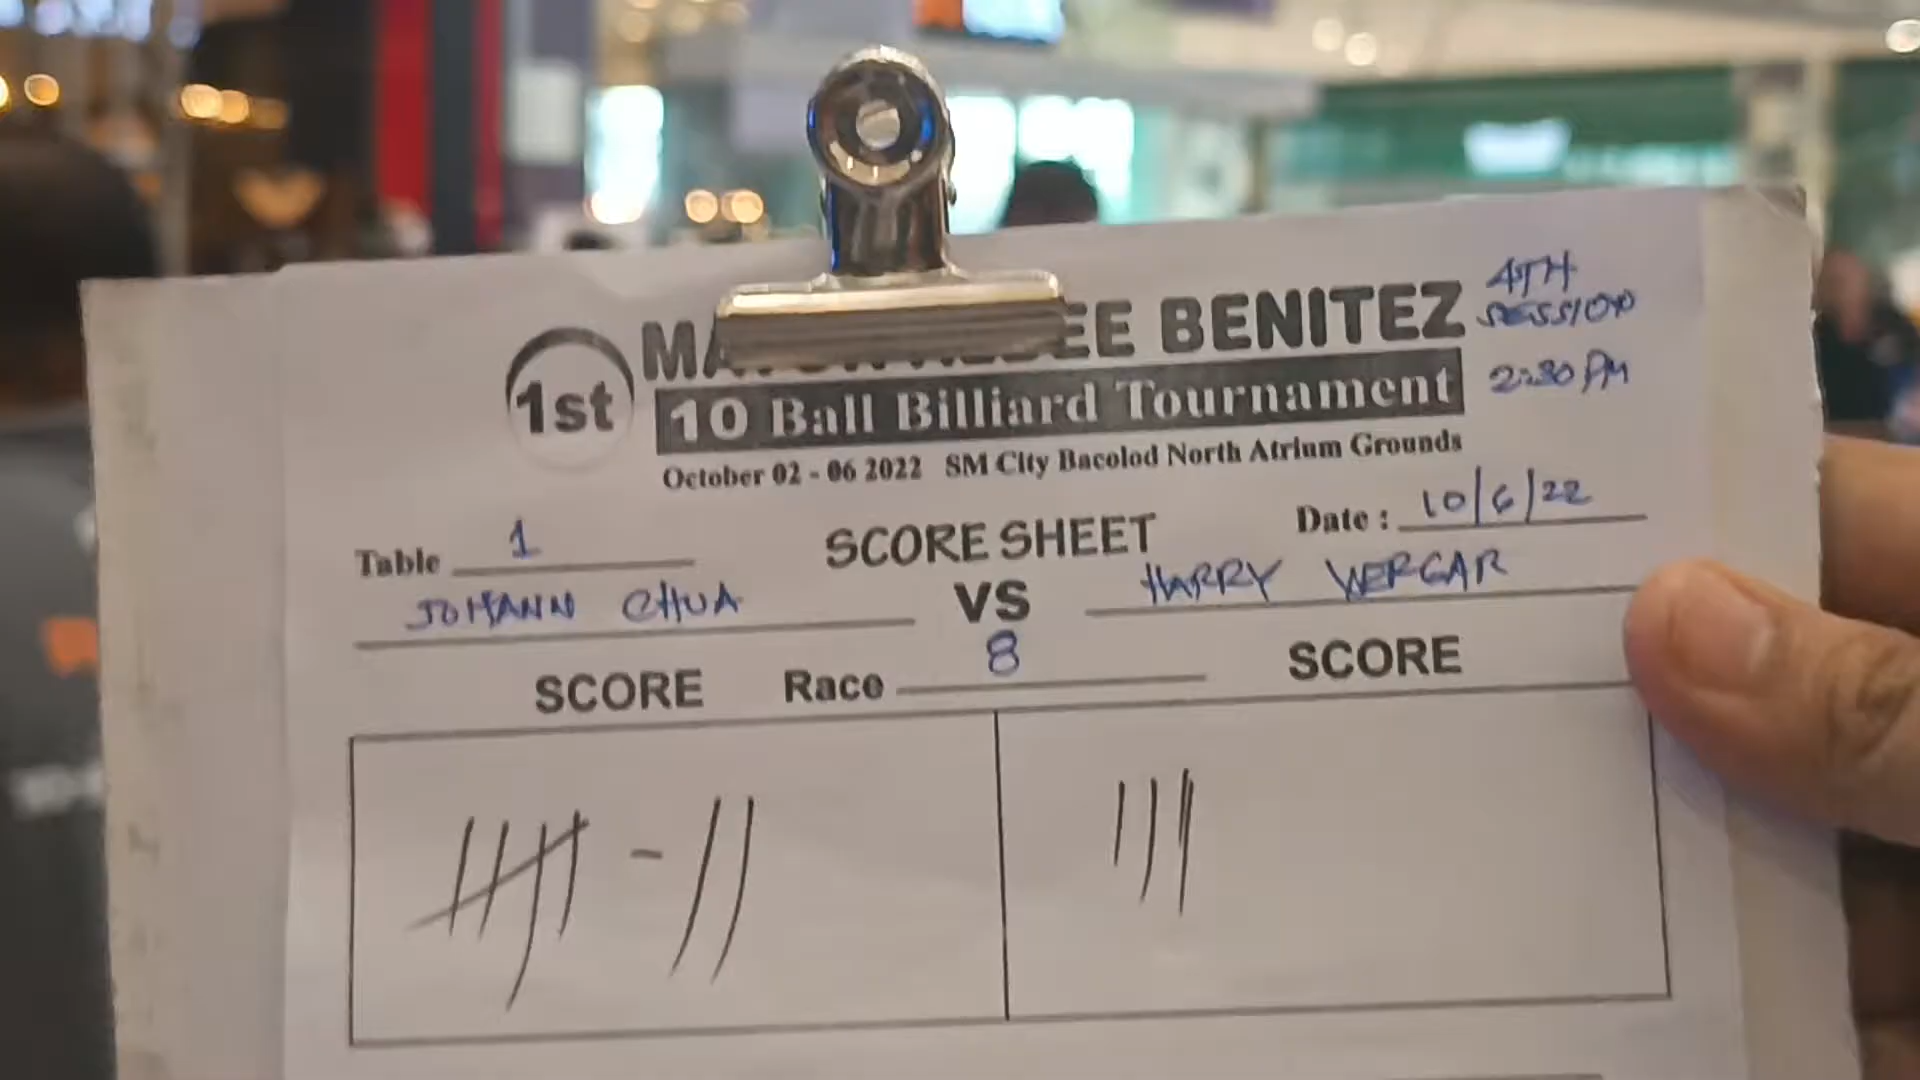 4TH
SESSION
2:30 PM
1st
EE BENITEZ
10 Ball Billiard Tournament
October 02 - 06 2022 SM City Bacolod North Atrium Grounds
Table 1
SCORE SHEET
Date : 10/6/22
JOHANN CHUA VS HARRY VERGAR
SCORE Race 8 SCORE